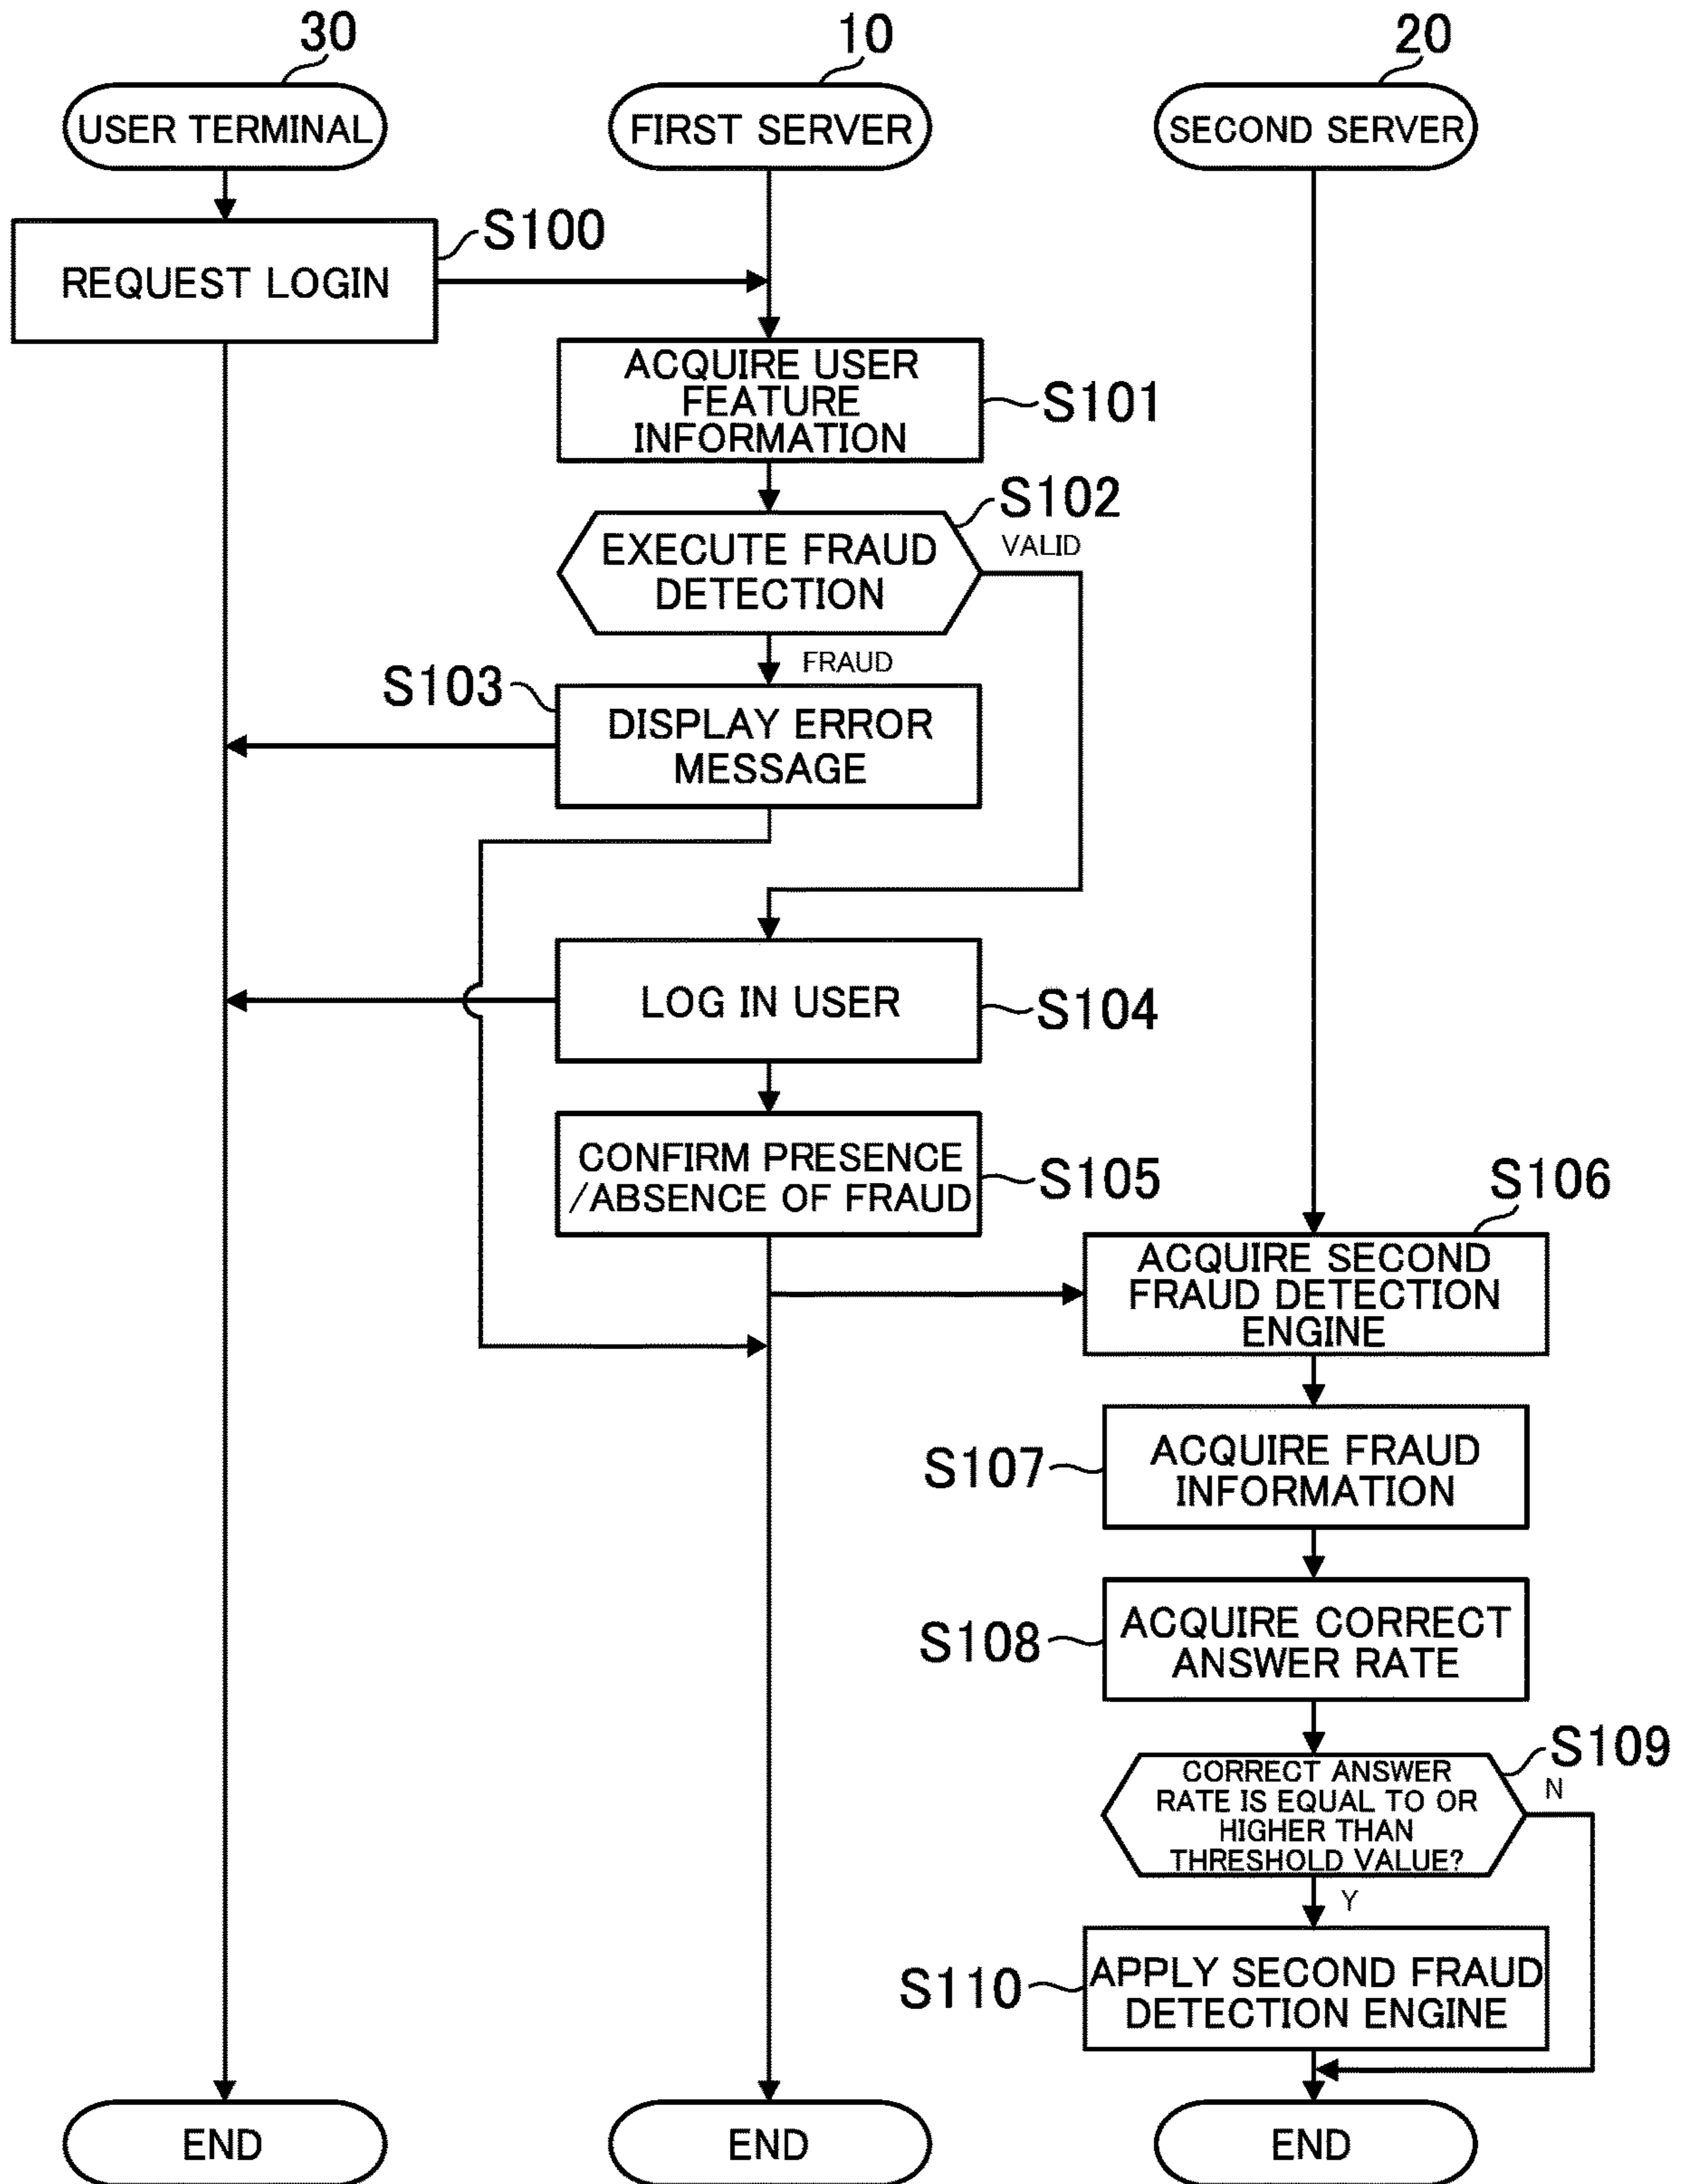 30
10
20
USER TERMINAL
FIRST SERVER
SECOND SERVER
S100
REQUEST LOGIN
ACQUIRE USER
FEATURE
INFORMATION
S101
S102
VALID
EXECUTE FRAUD
DETECTION
FRAUD
S103
DISPLAY ERROR
MESSAGE
LOG IN USER
S104
CONFIRM PRESENCE
/ABSENCE OF FRAUD
S105
S106
ACQUIRE SECOND
FRAUD DETECTION
ENGINE
S107
ACQUIRE FRAUD
INFORMATION
S108
ACQUIRE CORRECT
ANSWER RATE
S109
N
CORRECT ANSWER
RATE IS EQUAL TO OR
HIGHER THAN
THRESHOLD VALUE?
Y
S110
APPLY SECOND FRAUD
DETECTION ENGINE
END
END
END